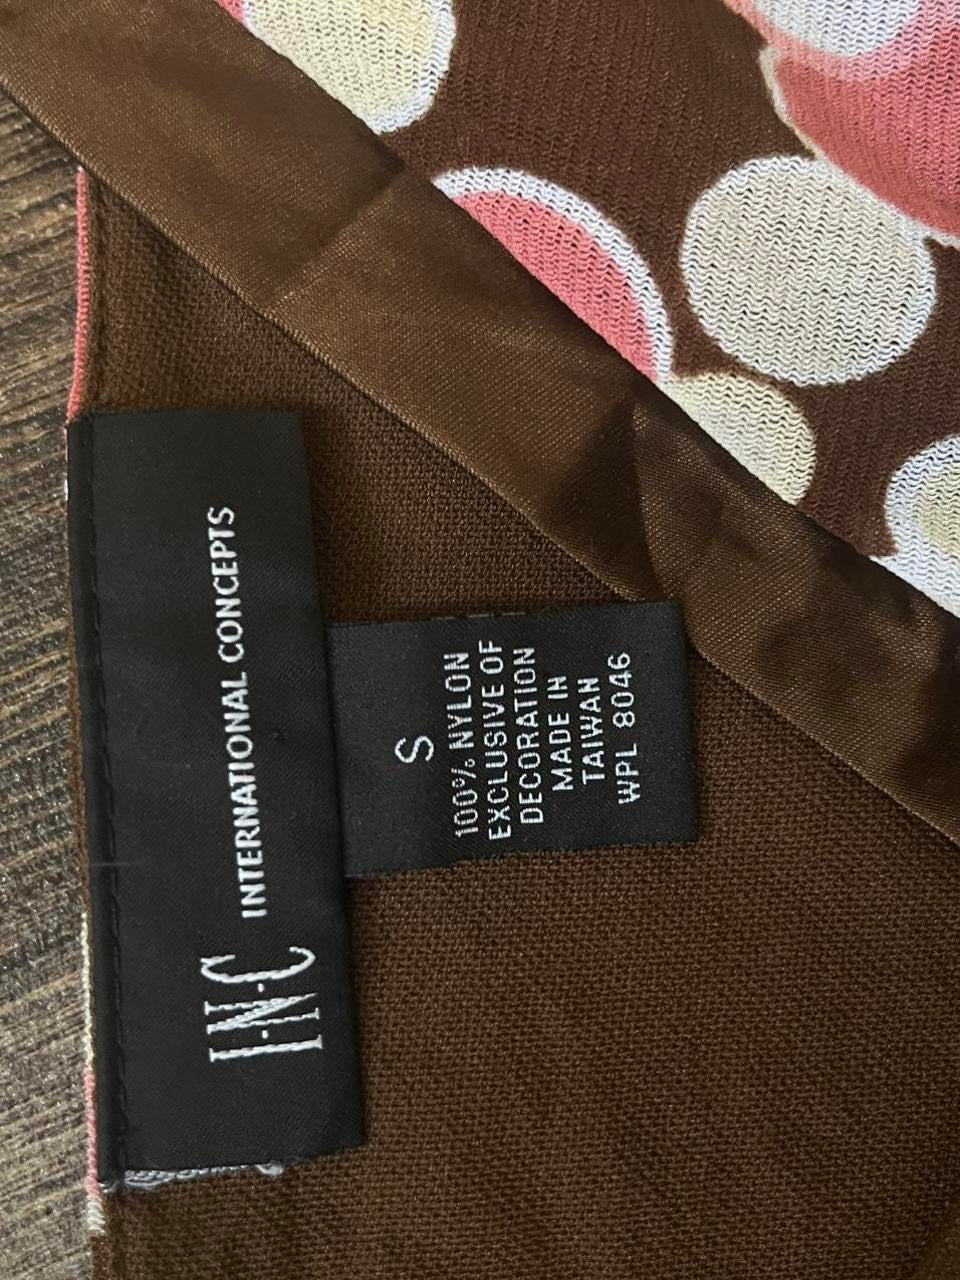 I·N·C INTERNATIONAL CONCEPTS
S
100% NYLON
EXCLUSIVE OF
DECORATION
MADE IN
TAIWAN
WPL 8046